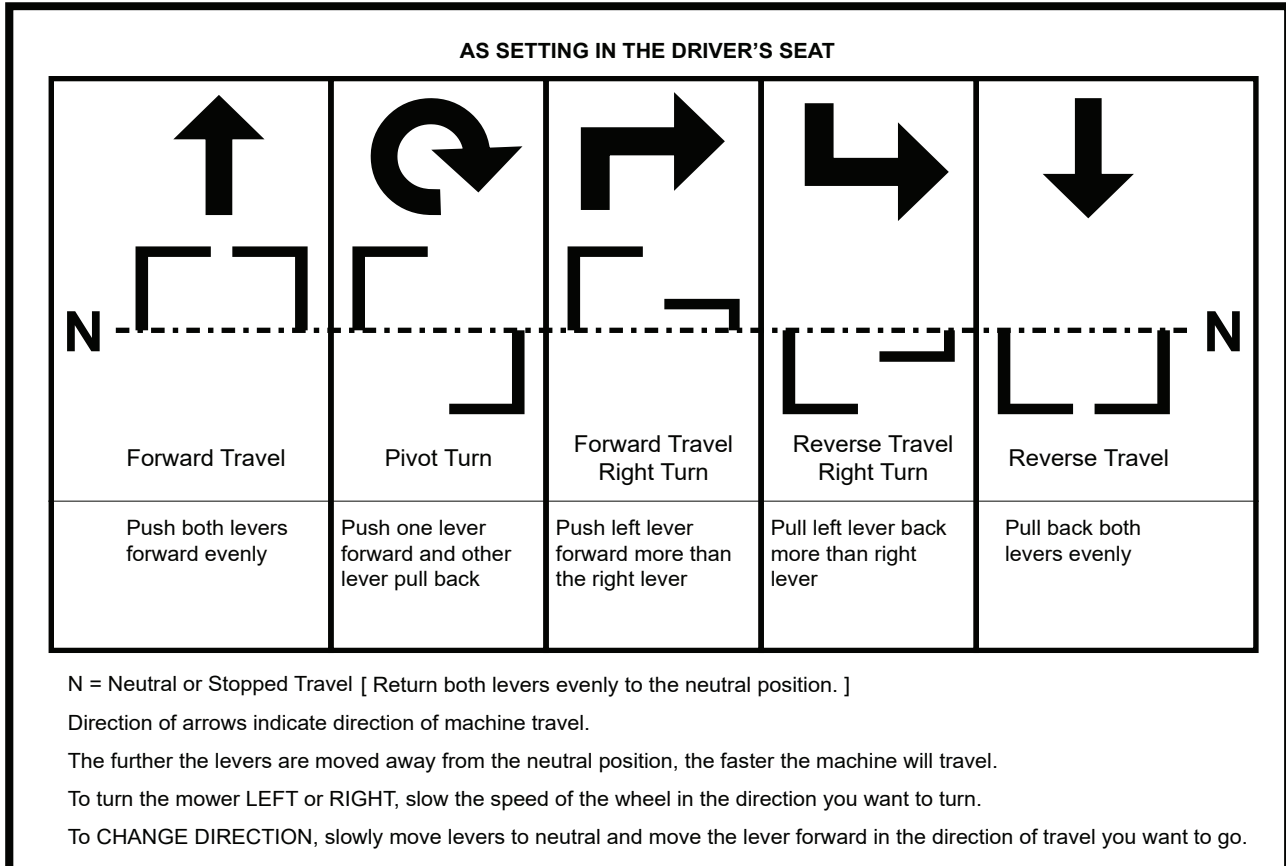 AS SETTING IN THE DRIVER'S SEAT
N
N
Forward Travel
Pivot Turn
Forward Travel
Right Turn
Reverse Travel
Right Turn
Reverse Travel
Push both levers
forward evenly
Push one lever
forward and other
lever pull back
Push left lever
forward more than
the right lever
Pull left lever back
more than right
lever
Pull back both
levers evenly
N = Neutral or Stopped Travel [ Return both levers evenly to the neutral position. ]
Direction of arrows indicate direction of machine travel.
The further the levers are moved away from the neutral position, the faster the machine will travel.
To turn the mower LEFT or RIGHT, slow the speed of the wheel in the direction you want to turn.
To CHANGE DIRECTION, slowly move levers to neutral and move the lever forward in the direction of travel you want to go.